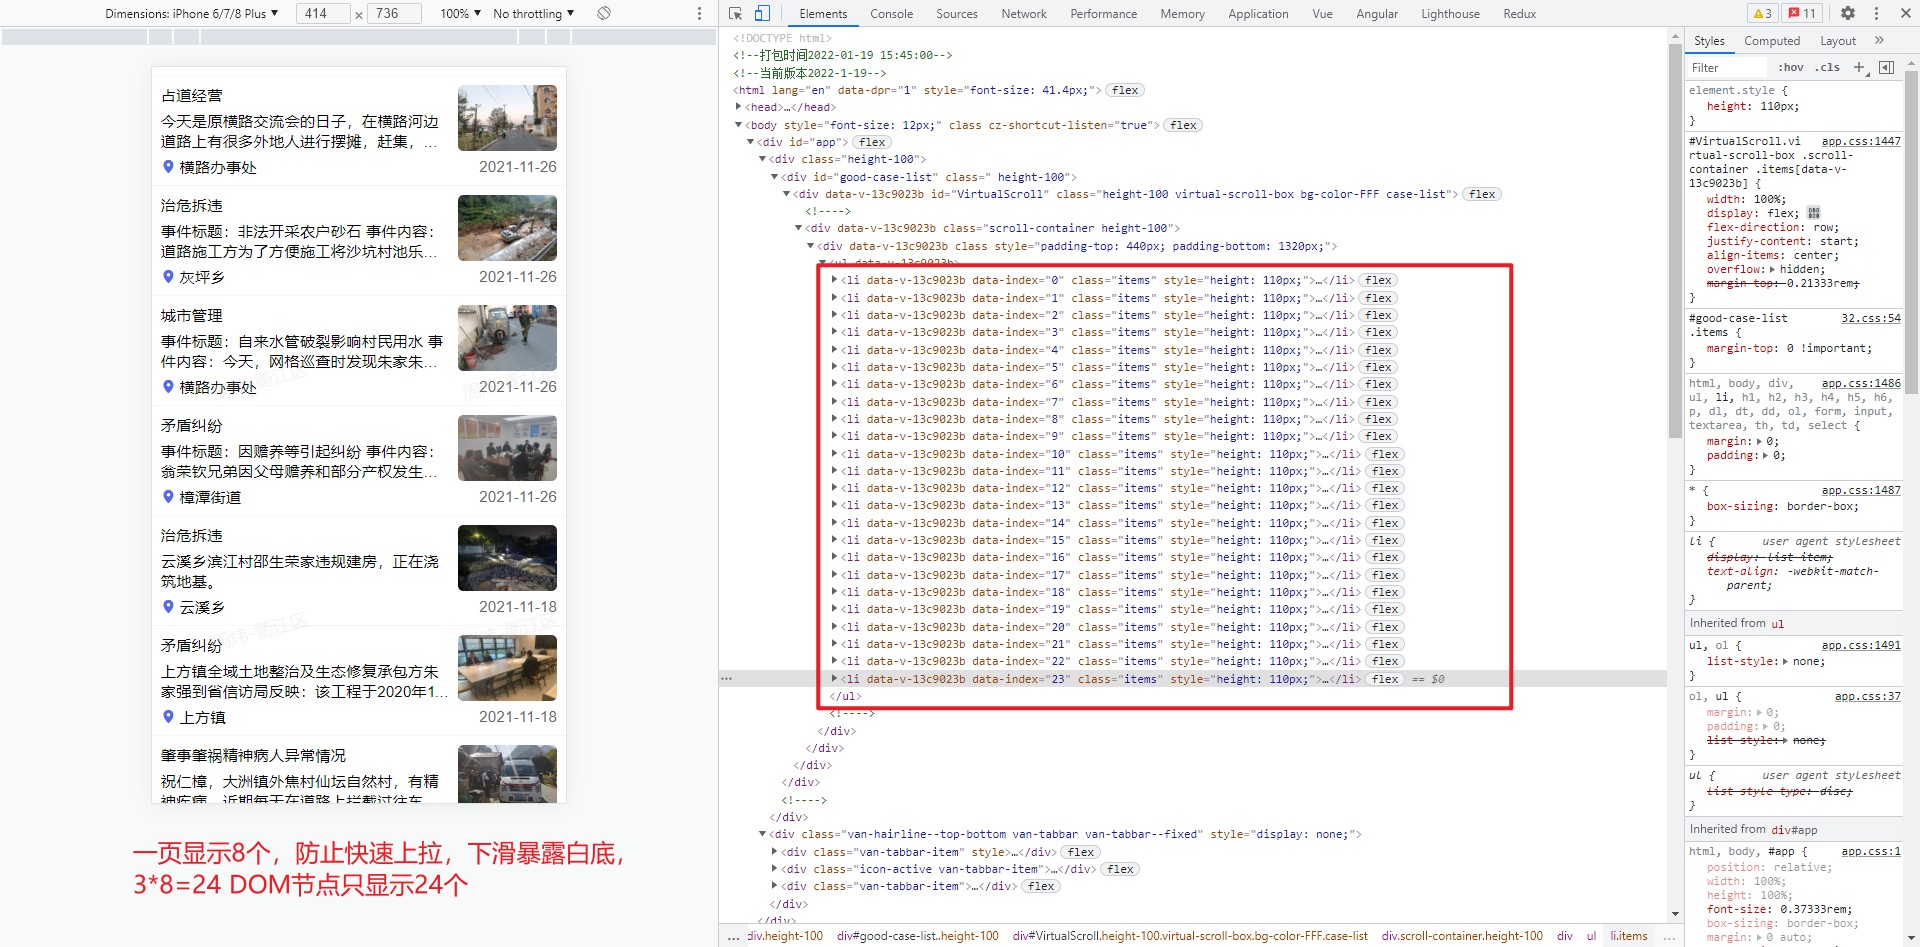 Dimensions: iPhone 6/7/8 Plus ▼ 414 × 736 100% ▼ No throttling ▼
占道经营
今天是原横路交流会的日子，在横路河边
道路上有很多外地人进行摆摊，赶集，...
横路办事处 2021-11-26
治危拆违
事件标题：非法开采农户砂石 事件内容：
道路施工方为了方便施工将沙坑村池乐...
灰坪乡 2021-11-26
城市管理
事件标题：自来水管破裂影响村民用水 事
件内容：今天，网格巡查时发现朱家朱...
横路办事处 2021-11-26
矛盾纠纷
事件标题：因赡养等引起纠纷 事件内容：
翁荣钦兄弟因父母赡养和部分产权发生...
樟潭街道 2021-11-26
治危拆违
云溪乡滨江村邵生荣家违规建房，正在浇
筑地基。
云溪乡 2021-11-18
矛盾纠纷
上方镇全域土地整治及生态修复承包方朱
家强到省信访局反映：该工程于2020年1...
上方镇 2021-11-18
肇事肇祸精神病人异常情况
祝仁樟，大洲镇外焦村仙坛自然村，有精
神疾病，近期每天在道路上拦截过往车
一页显示8个，防止快速上拉，下滑暴露白底，
3*8=24 DOM节点只显示24个
Elements Console Sources Network Performance Memory Application Vue Angular Lighthouse Redux 3 11
<!DOCTYPE html>
<!--打包时间2022-01-19 15:45:00-->
<!--当前版本2022-1-19-->
<html lang="en" data-dpr="1" style="font-size: 41.4px;"> flex
<head>…</head>
<body style="font-size: 12px;" class cz-shortcut-listen="true"> flex
<div id="app"> flex
<div class="height-100">
<div id="good-case-list" class=" height-100">
<div data-v-13c9023b id="VirtualScroll" class="height-100 virtual-scroll-box bg-color-FFF case-list"> flex
<!---->
<div data-v-13c9023b class="scroll-container height-100">
<div data-v-13c9023b class style="padding-top: 440px; padding-bottom: 1320px;">
<ul data-v-13c9023b>
<li data-v-13c9023b data-index="0" class="items" style="height: 110px;">…</li> flex
<li data-v-13c9023b data-index="1" class="items" style="height: 110px;">…</li> flex
<li data-v-13c9023b data-index="2" class="items" style="height: 110px;">…</li> flex
<li data-v-13c9023b data-index="3" class="items" style="height: 110px;">…</li> flex
<li data-v-13c9023b data-index="4" class="items" style="height: 110px;">…</li> flex
<li data-v-13c9023b data-index="5" class="items" style="height: 110px;">…</li> flex
<li data-v-13c9023b data-index="6" class="items" style="height: 110px;">…</li> flex
<li data-v-13c9023b data-index="7" class="items" style="height: 110px;">…</li> flex
<li data-v-13c9023b data-index="8" class="items" style="height: 110px;">…</li> flex
<li data-v-13c9023b data-index="9" class="items" style="height: 110px;">…</li> flex
<li data-v-13c9023b data-index="10" class="items" style="height: 110px;">…</li> flex
<li data-v-13c9023b data-index="11" class="items" style="height: 110px;">…</li> flex
<li data-v-13c9023b data-index="12" class="items" style="height: 110px;">…</li> flex
<li data-v-13c9023b data-index="13" class="items" style="height: 110px;">…</li> flex
<li data-v-13c9023b data-index="14" class="items" style="height: 110px;">…</li> flex
<li data-v-13c9023b data-index="15" class="items" style="height: 110px;">…</li> flex
<li data-v-13c9023b data-index="16" class="items" style="height: 110px;">…</li> flex
<li data-v-13c9023b data-index="17" class="items" style="height: 110px;">…</li> flex
<li data-v-13c9023b data-index="18" class="items" style="height: 110px;">…</li> flex
<li data-v-13c9023b data-index="19" class="items" style="height: 110px;">…</li> flex
<li data-v-13c9023b data-index="20" class="items" style="height: 110px;">…</li> flex
<li data-v-13c9023b data-index="21" class="items" style="height: 110px;">…</li> flex
<li data-v-13c9023b data-index="22" class="items" style="height: 110px;">…</li> flex
<li data-v-13c9023b data-index="23" class="items" style="height: 110px;">…</li> flex == $0
</ul>
<!---->
</div>
</div>
</div>
</div>
<!---->
</div>
<div class="van-hairline--top-bottom van-tabbar van-tabbar--fixed" style="display: none;">
<div class="van-tabbar-item" style>…</div> flex
<div class="icon-active van-tabbar-item">…</div> flex
<div class="van-tabbar-item">…</div> flex
</div>
</div>
... div.height-100 div#good-case-list..height-100 div#VirtualScroll.height-100.virtual-scroll-box.bg-color-FFF.case-list div.scroll-container.height-100 div ul li.items ...
Styles Computed Layout »
Filter :hov .cls +
element.style {
height: 110px;
}
#VirtualScroll.vi app.css:1447
rtual-scroll-box .scroll-
container .items[data-v-
13c9023b] {
width: 100%;
display: flex;
flex-direction: row;
justify-content: start;
align-items: center;
overflow: hidden;
margin-top: 0.21333rem;
}
#good-case-list 32.css:54
.items {
margin-top: 0 !important;
}
html, body, div, app.css:1486
ul, li, h1, h2, h3, h4, h5, h6,
p, dl, dt, dd, ol, form, input,
textarea, th, td, select {
margin: 0;
padding: 0;
}
* { app.css:1487
box-sizing: border-box;
}
li { user agent stylesheet
display: list-item;
text-align: -webkit-match-
parent;
}
Inherited from ul
ul, ol { app.css:1491
list-style: none;
}
ol, ul { app.css:37
margin: 0;
padding: 0;
list-style: none;
}
ul { user agent stylesheet
list-style-type: disc;
}
Inherited from div#app
html, body, #app { app.css:1
position: relative;
width: 100%;
height: 100%;
font-size: 0.37333rem;
box-sizing: border-box;
margin: 0 auto;